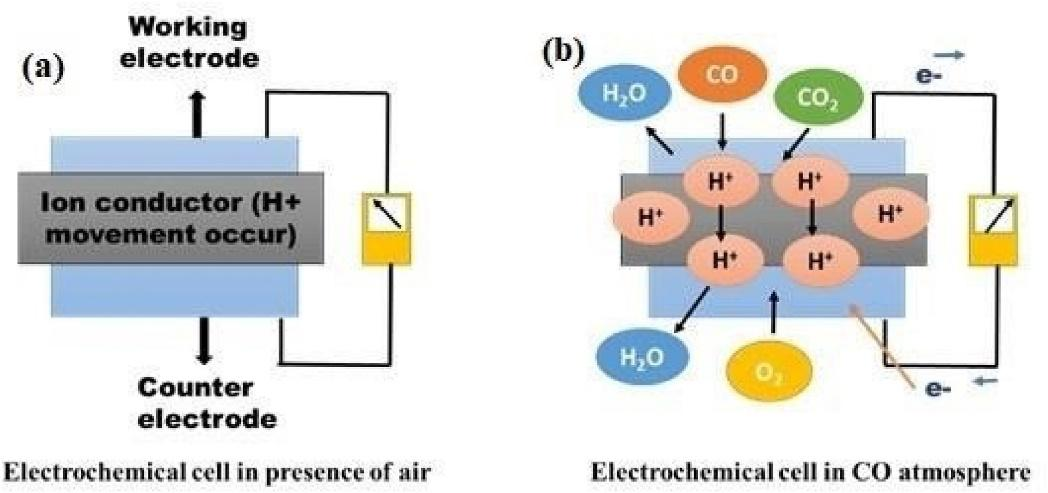 (a)
Working
electrode
Ion conductor (H+
movement occur)
Counter
electrode
Electrochemical cell in presence of air
(b)
H₂O
CO
CO₂
e-
H⁺
H⁺
H⁺
H⁺
H⁺
H⁺
H₂O
O₂
e-
Electrochemical cell in CO atmosphere